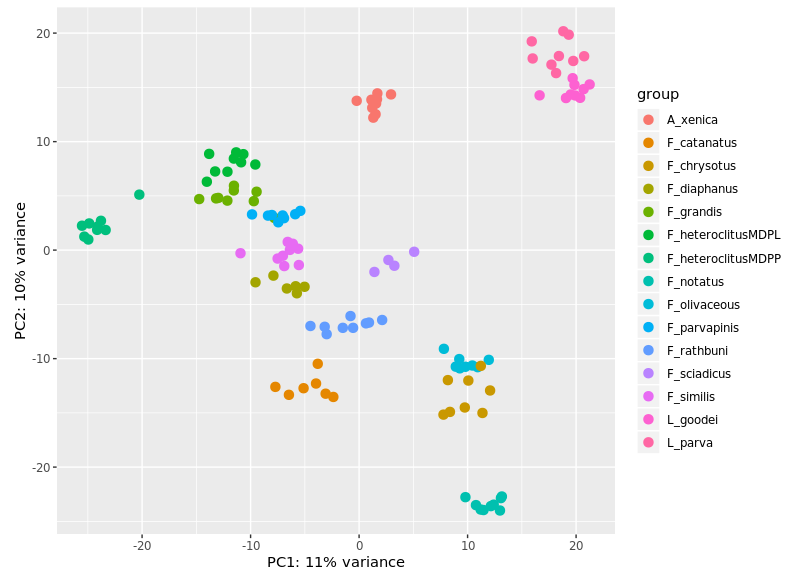 20
10
0
-10
-20
PC2: 10% variance
-20
-10
0
10
20
PC1: 11% variance
group
A_xenica
F_catanatus
F_chrysotus
F_diaphanus
F_grandis
F_heteroclitusMDPL
F_heteroclitusMDPP
F_notatus
F_olivaceous
F_parvapinis
F_rathbuni
F_sciadicus
F_similis
L_goodei
L_parva